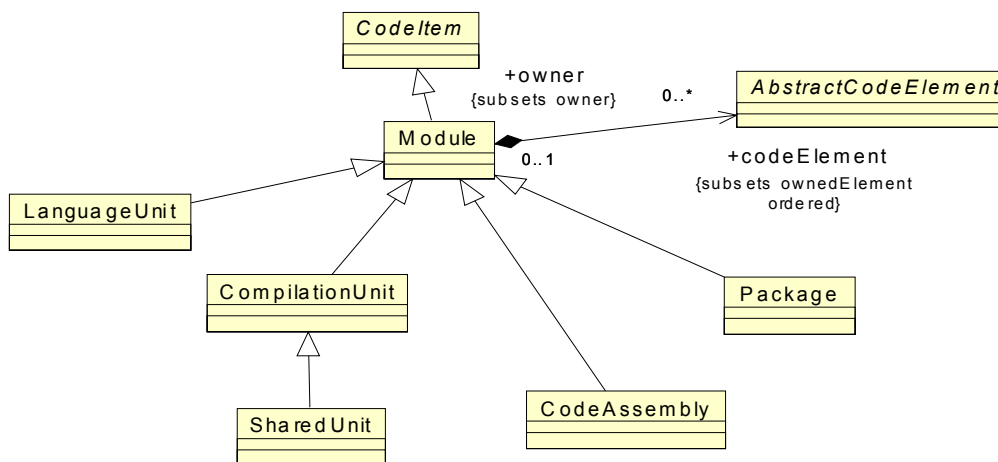 CodeItem
+owner
{subsets owner}
0..*
AbstractCodeElement
Module
0..1
+codeElement
{subsets ownedElement
ordered}
LanguageUnit
CompilationUnit
Package
SharedUnit
CodeAssembly